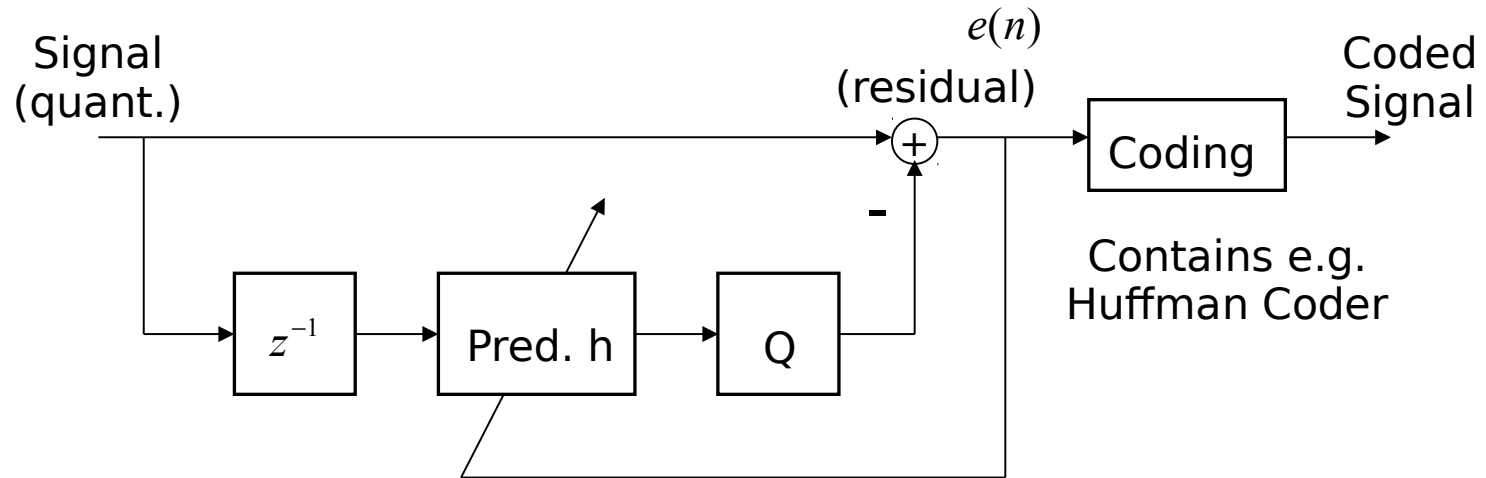 e(n)
Signal
(quant.)
(residual)
Coded
Signal
+
Coding
-
Contains e.g.
Huffman Coder
z⁻¹
Pred. h
Q